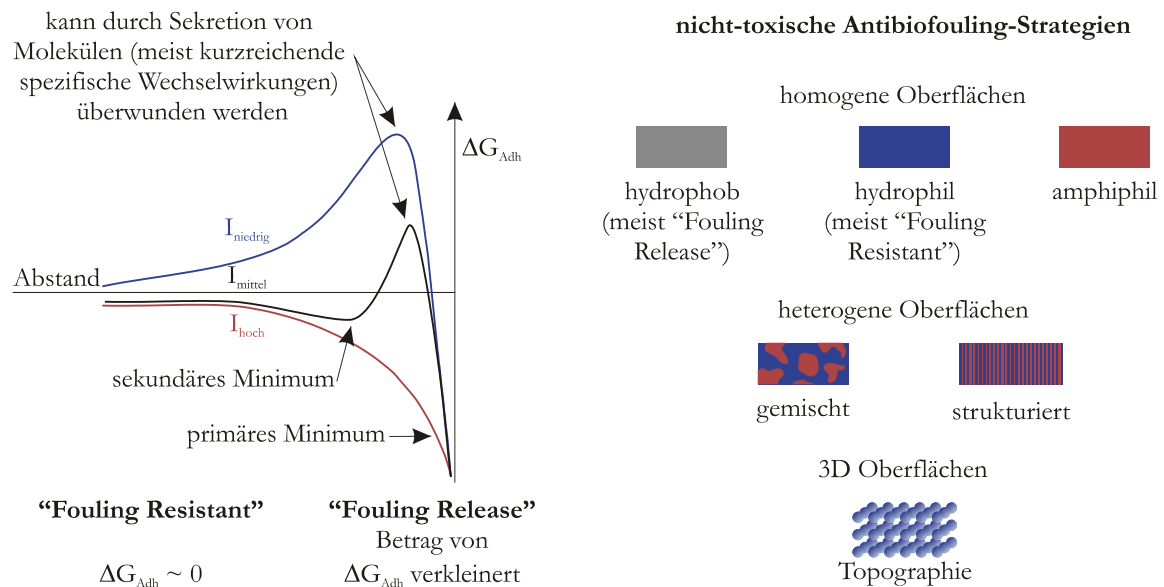 kann durch Sekretion von
Molekülen (meist kurzreichende
spezifische Wechselwirkungen)
überwunden werden
ΔG_Adh
I_niedrig
Abstand
I_mittel
I_hoch
sekundäres Minimum
primäres Minimum
“Fouling Resistant”
ΔG_Adh ~ 0
“Fouling Release”
Betrag von
ΔG_Adh verkleinert
nicht-toxische Antibiofouling-Strategien
homogene Oberflächen
hydrophob
(meist “Fouling
Release”)
hydrophil
(meist “Fouling
Resistant”)
amphiphil
heterogene Oberflächen
gemischt
strukturiert
3D Oberflächen
Topographie